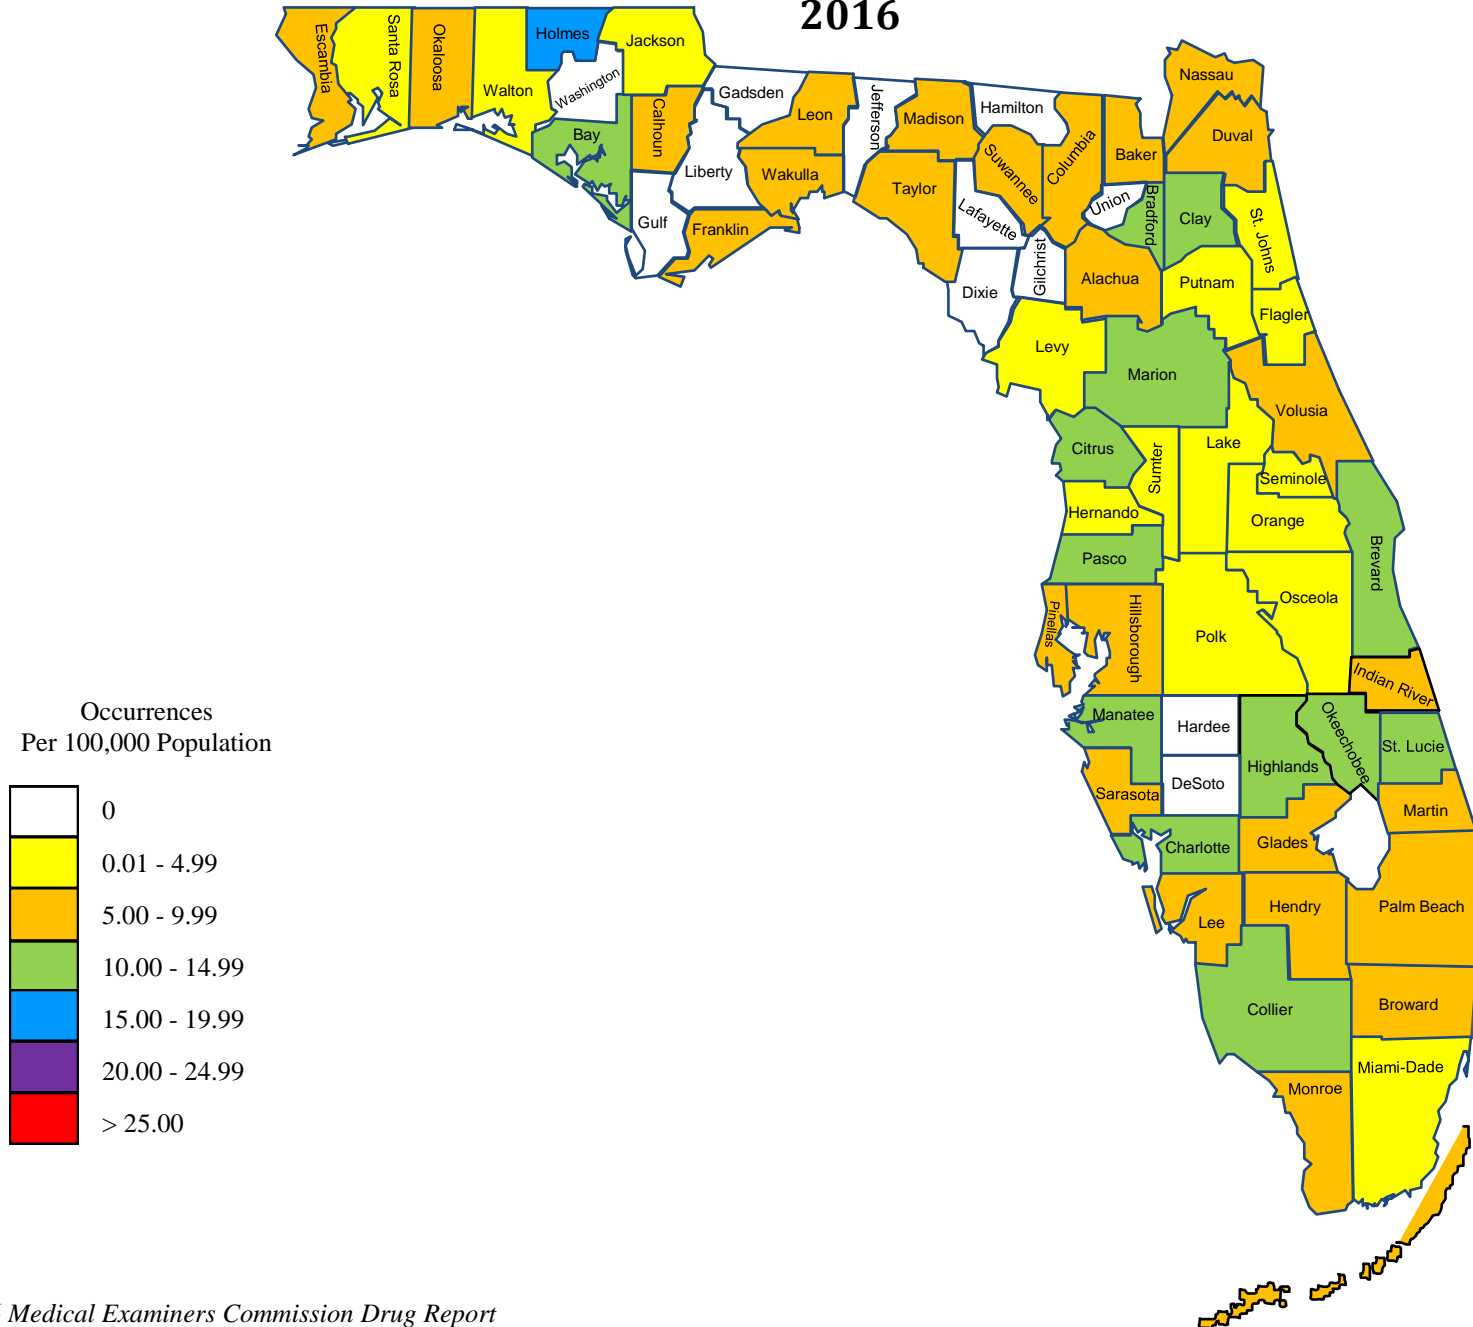 2016
Escambia
Santa Rosa
Okaloosa
Walton
Holmes
Washington
Jackson
Bay
Calhoun
Gadsden
Liberty
Gulf
Leon
Wakulla
Franklin
Jefferson
Madison
Taylor
Hamilton
Suwannee
Lafayette
Columbia
Dixie
Gilchrist
Baker
Union
Bradford
Nassau
Duval
Clay
St. Johns
Alachua
Putnam
Flagler
Levy
Marion
Volusia
Citrus
Sumter
Lake
Seminole
Hernando
Orange
Pasco
Brevard
Pinellas
Hillsborough
Polk
Osceola
Indian River
Manatee
Hardee
Highlands
Okeechobee
St. Lucie
Sarasota
DeSoto
Martin
Charlotte
Glades
Lee
Hendry
Palm Beach
Collier
Broward
Miami-Dade
Monroe
Occurrences
Per 100,000 Population
0
0.01 - 4.99
5.00 - 9.99
10.00 - 14.99
15.00 - 19.99
20.00 - 24.99
> 25.00
Medical Examiners Commission Drug Report